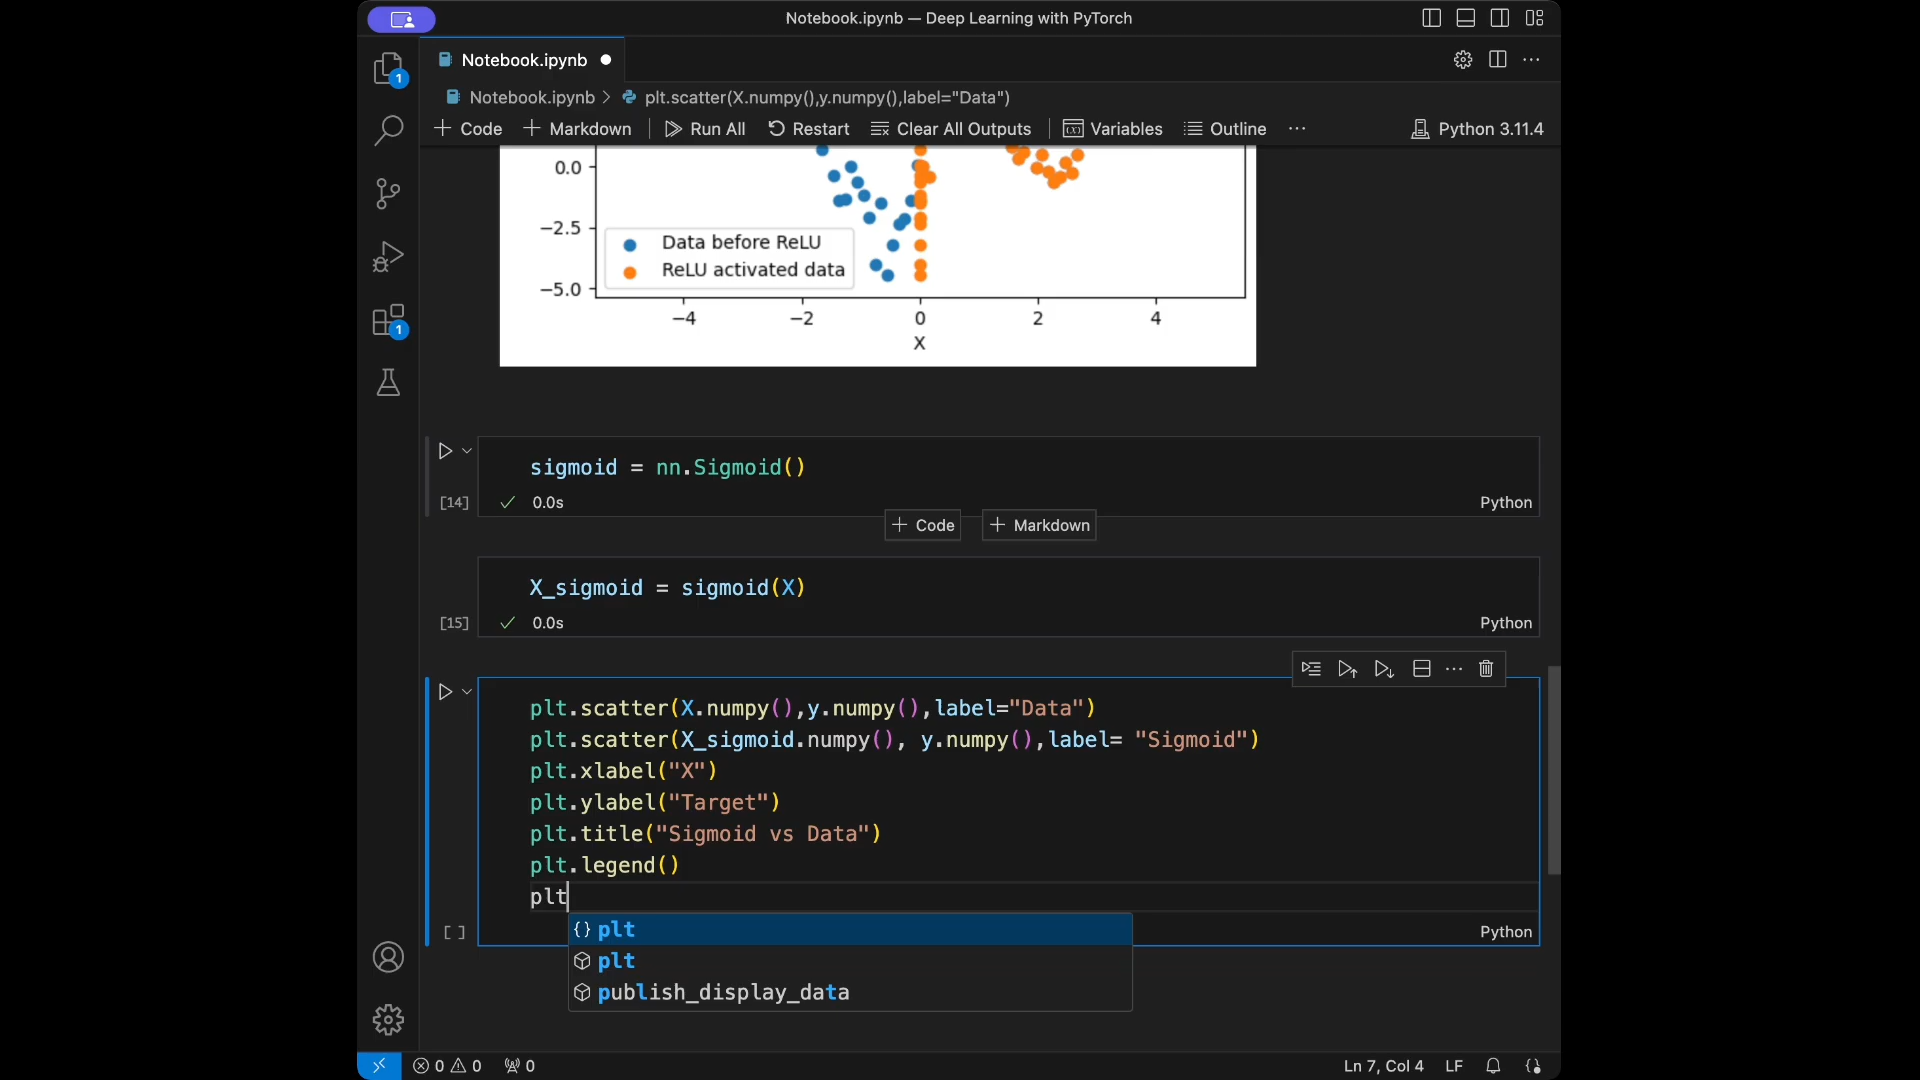 Notebook.ipynb — Deep Learning with PyTorch
Notebook.ipynb
Notebook.ipynb > plt.scatter(X.numpy(),y.numpy(),label="Data")
+ Code + Markdown Run All Restart Clear All Outputs Variables Outline ··· Python 3.11.4
1
1
0.0
−2.5
−5.0
Data before ReLU
ReLU activated data
−4 −2 0 2 4
X
sigmoid = nn.Sigmoid()
[14] ✓ 0.0s Python
+ Code + Markdown
X_sigmoid = sigmoid(X)
[15] ✓ 0.0s Python
plt.scatter(X.numpy(),y.numpy(),label="Data")
plt.scatter(X_sigmoid.numpy(), y.numpy(),label= "Sigmoid")
plt.xlabel("X")
plt.ylabel("Target")
plt.title("Sigmoid vs Data")
plt.legend()
plt
[ ] Python
{} plt
plt
publish_display_data
0 0 0 Ln 7, Col 4 LF